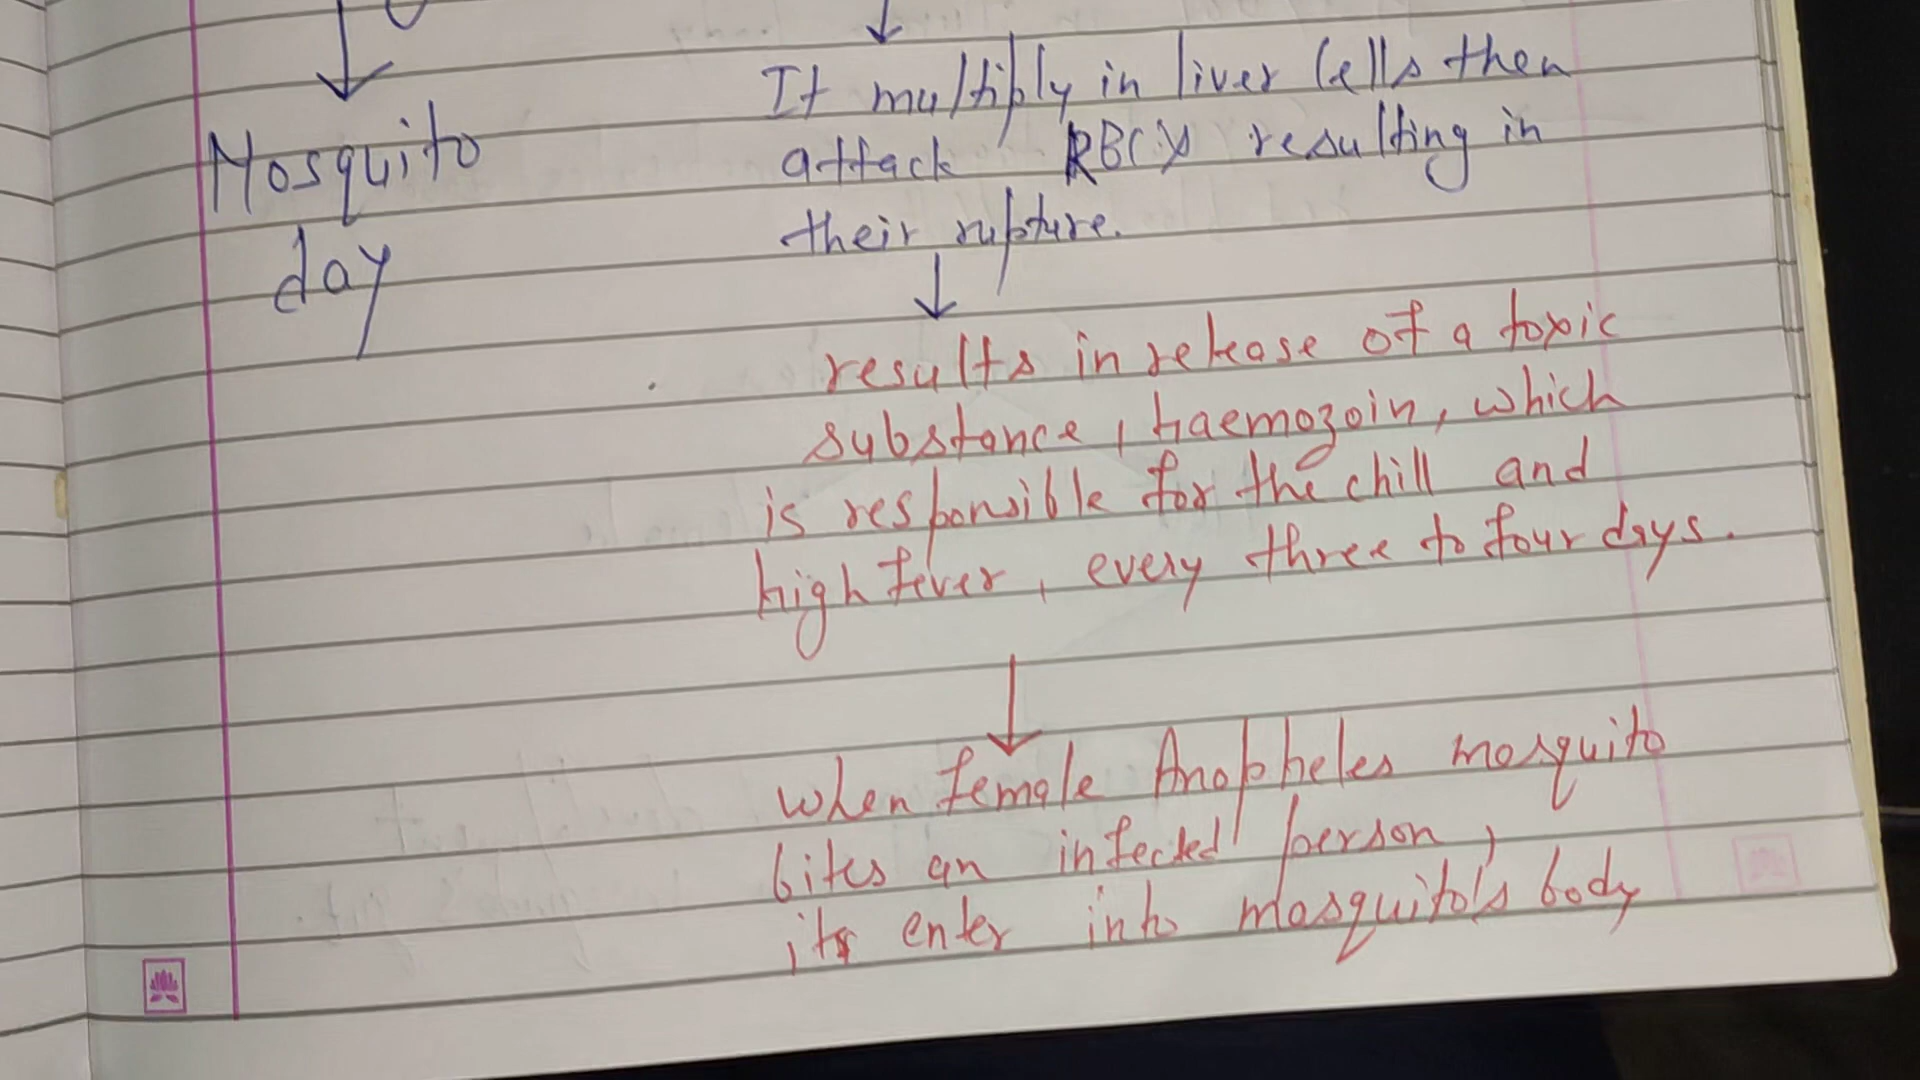 Mosquito
day
It multiply in liver cells then
attack RBC's resulting in
their rupture.
results in release of a toxic
substance, haemozoin, which
is responsible for the chill and
high fever, every three to four days.
when female Anopheles mosquito
bites an infected person,
its enter into mosquito's body